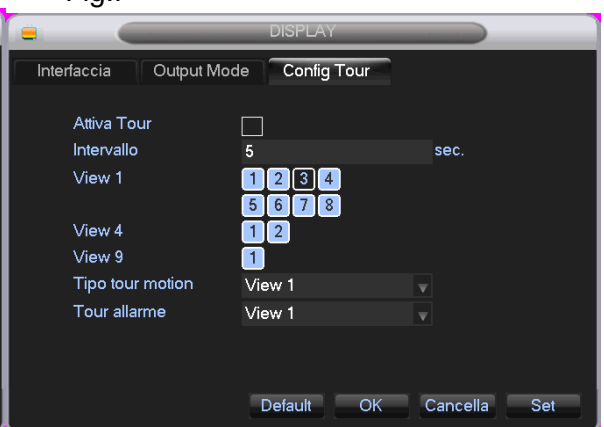 DISPLAY
Interfaccia Output Mode Config Tour
Attiva Tour
Intervallo 5 sec.
View 1 1 2 3 4
5 6 7 8
View 4 1 2
View 9 1
Tipo tour motion View 1
Tour allarme View 1
Default OK Cancella Set